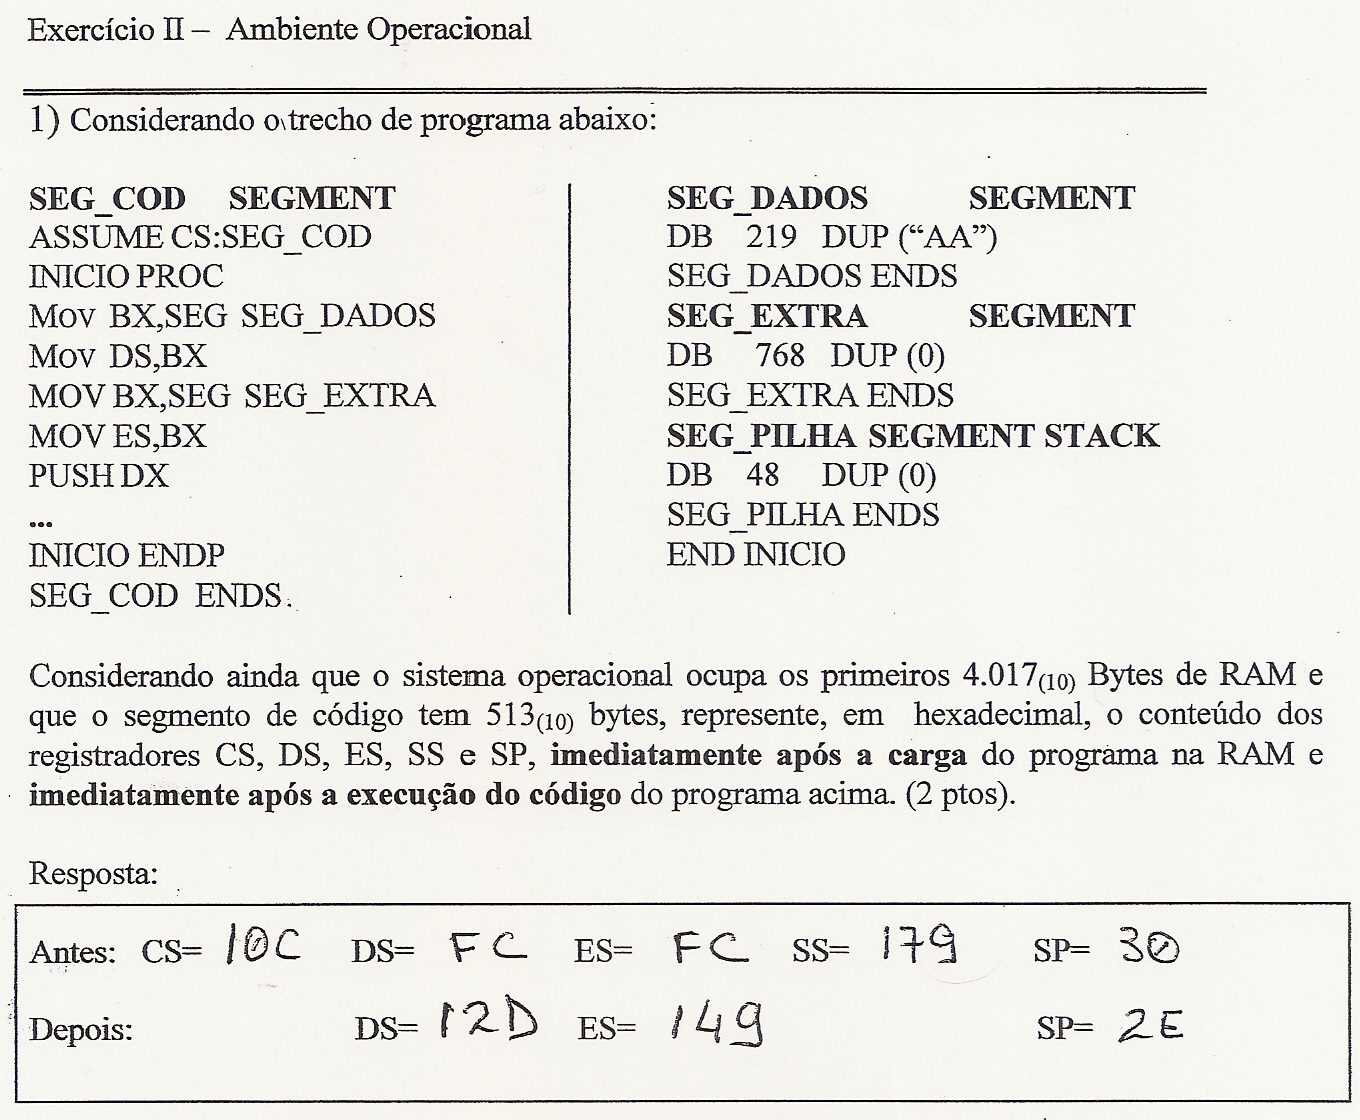 Exercício II – Ambiente Operacional
1) Considerando o trecho de programa abaixo:
SEG_COD SEGMENT
ASSUME CS:SEG_COD
INICIO PROC
Mov BX,SEG SEG_DADOS
Mov DS,BX
MOV BX,SEG SEG_EXTRA
MOV ES,BX
PUSH DX
...
INICIO ENDP
SEG_COD ENDS.
SEG_DADOS SEGMENT
DB 219 DUP (“AA”)
SEG_DADOS ENDS
SEG_EXTRA SEGMENT
DB 768 DUP (0)
SEG_EXTRA ENDS
SEG_PILHA SEGMENT STACK
DB 48 DUP (0)
SEG_PILHA ENDS
END INICIO
Considerando ainda que o sistema operacional ocupa os primeiros 4.017(10) Bytes de RAM e
que o segmento de código tem 513(10) bytes, represente, em hexadecimal, o conteúdo dos
registradores CS, DS, ES, SS e SP, imediatamente após a carga do programa na RAM e
imediatamente após a execução do código do programa acima. (2 ptos).
Resposta:
Antes: CS= 10C DS= FC ES= FC SS= 179 SP= 30
Depois: DS= 12D ES= 149 SP= 2E